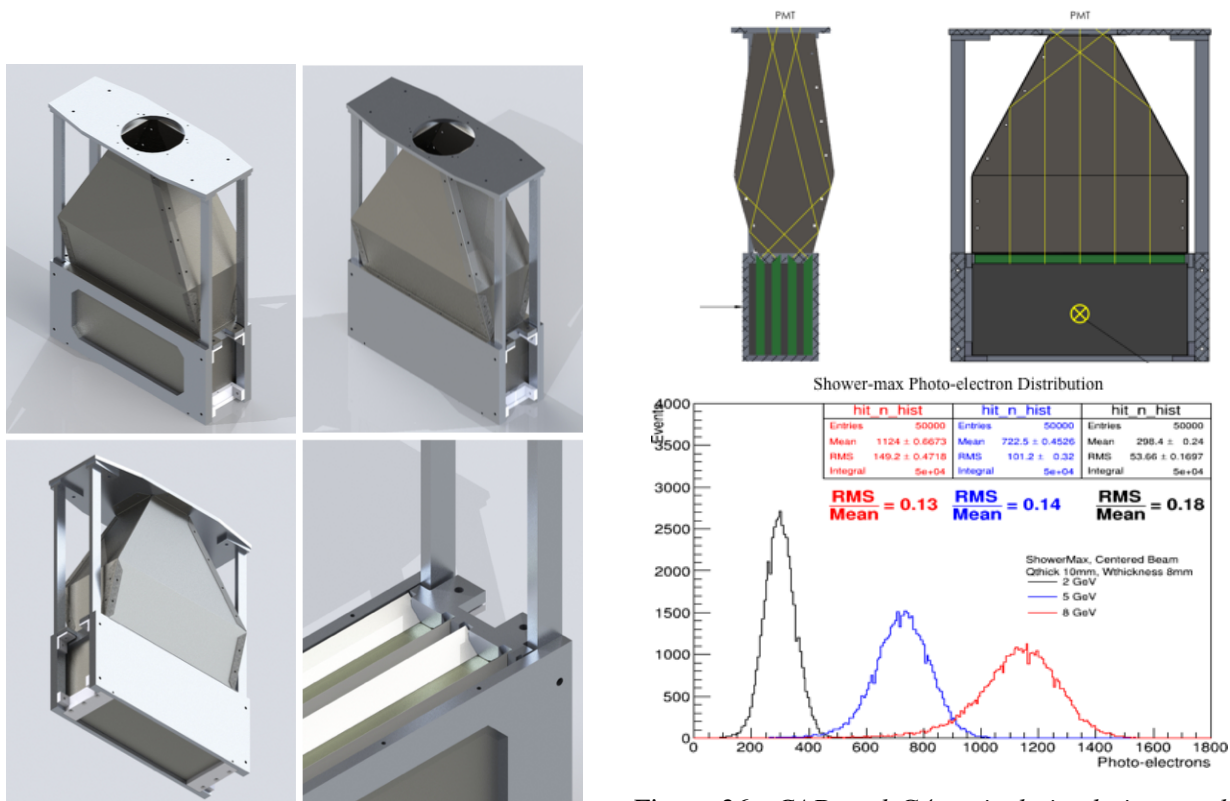 PMT
PMT
Shower-max Photo-electron Distribution
Events
4000
3500
3000
2500
2000
1500
1000
500
0
hit_n_hist
Entries 50000
Mean 1124 ± 0.6673
RMS 149.2 ± 0.4718
Integral 5e+04
hit_n_hist
Entries 50000
Mean 722.5 ± 0.4526
RMS 101.2 ± 0.32
Integral 5e+04
hit_n_hist
Entries 50000
Mean 298.4 ± 0.24
RMS 53.66 ± 0.1697
Integral 5e+04
RMS
Mean = 0.13
RMS
Mean = 0.14
RMS
Mean = 0.18
ShowerMax, Centered Beam
Qthick 10mm, Wthickness 8mm
2 GeV
5 GeV
8 GeV
0 200 400 600 800 1000 1200 1400 1600 1800
Photo-electrons